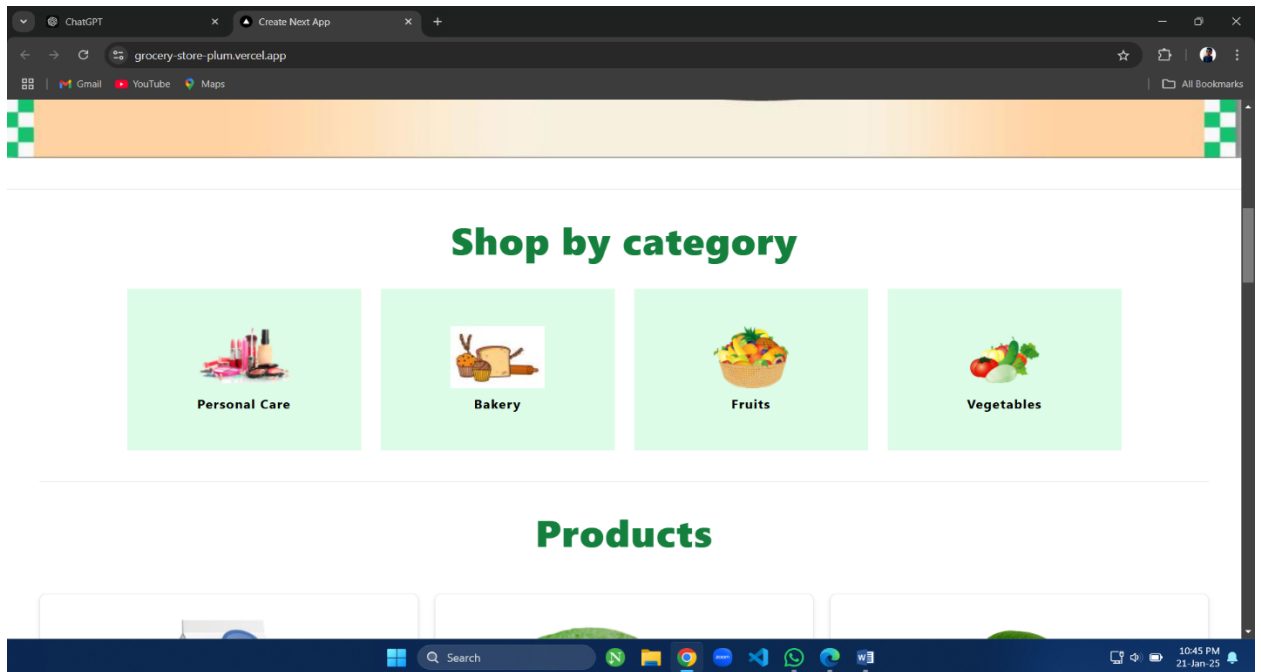 ChatGPT
Create Next App
grocery-store-plum.vercel.app
Gmail YouTube Maps All Bookmarks
Shop by category
Personal Care Bakery Fruits Vegetables
Products
Search
10:45 PM
21-Jan-25